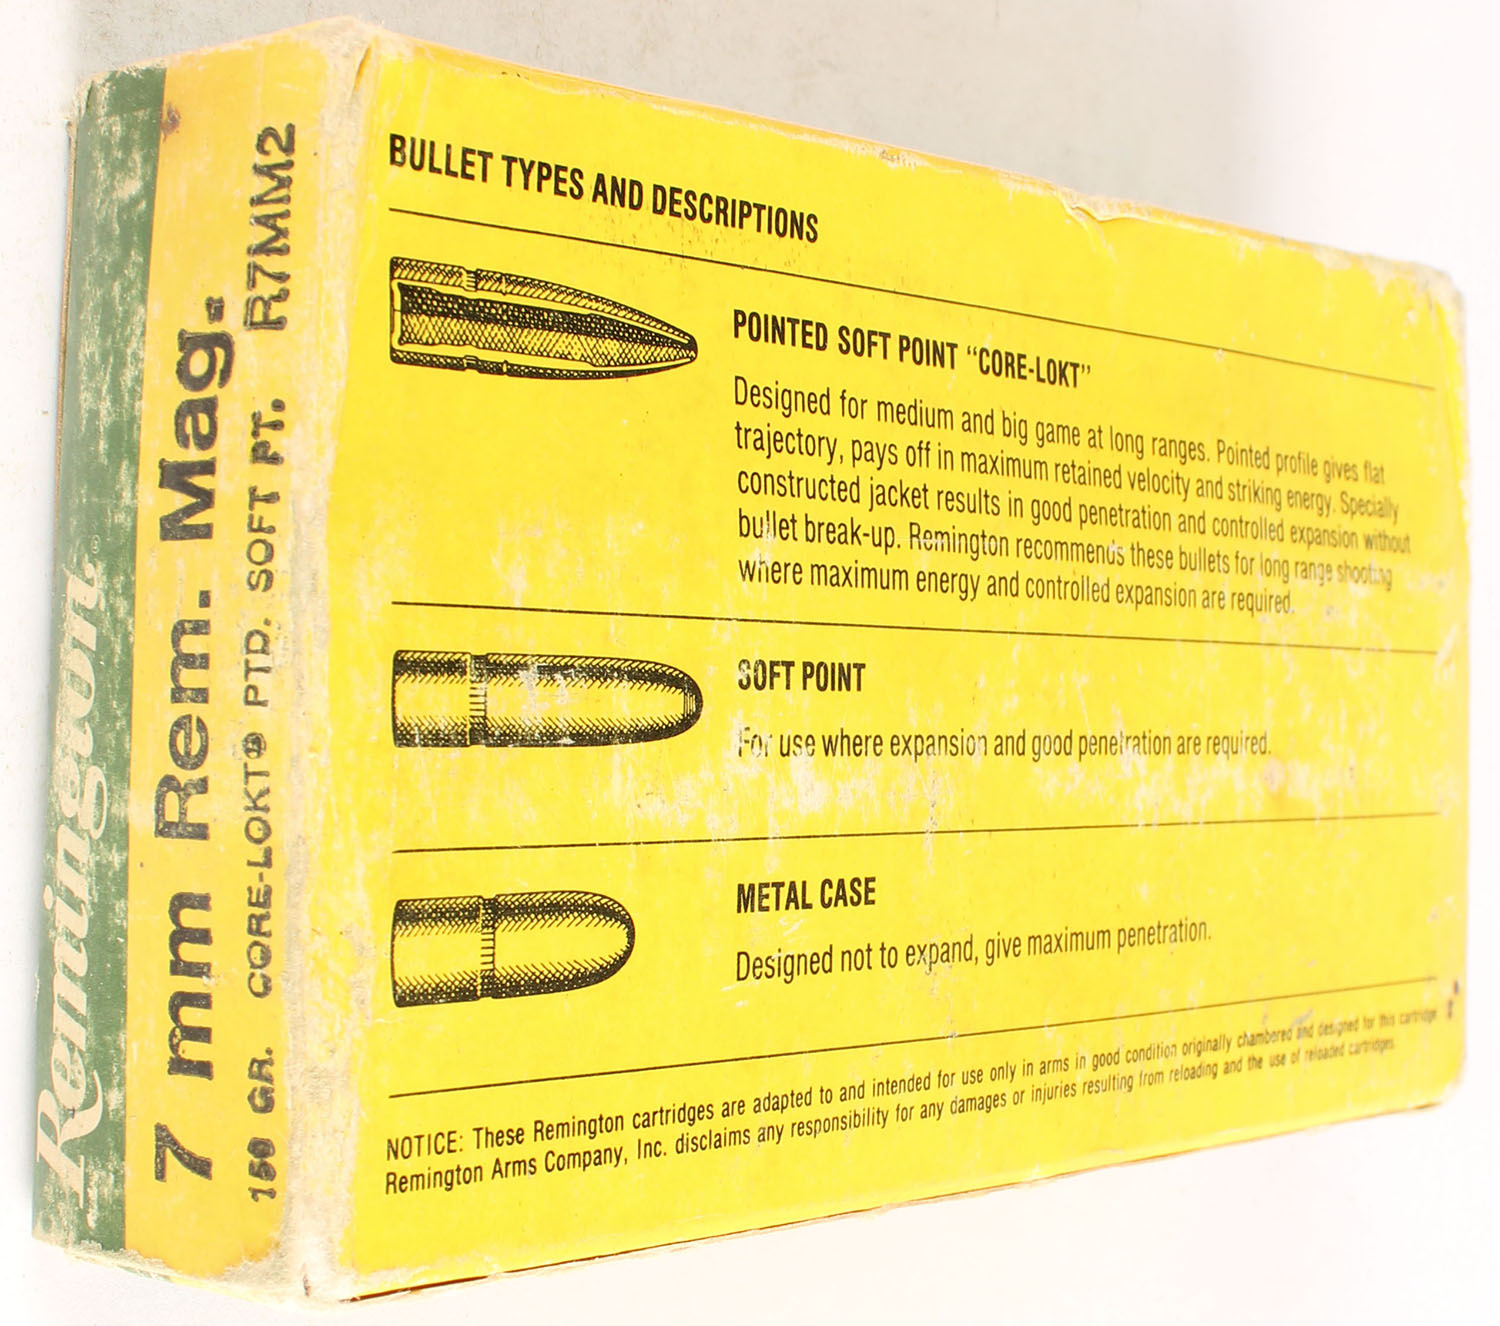 Remington®
7 mm Rem. Mag.
150 GR. CORE-LOKT® PTD. SOFT PT. R7MM2
BULLET TYPES AND DESCRIPTIONS
POINTED SOFT POINT "CORE-LOKT"
Designed for medium and big game at long ranges. Pointed profile gives flat
trajectory, pays off in maximum retained velocity and striking energy. Specially
constructed jacket results in good penetration and controlled expansion without
bullet break-up. Remington recommends these bullets for long range shooting
where maximum energy and controlled expansion are required.
SOFT POINT
For use where expansion and good penetration are required.
METAL CASE
Designed not to expand, give maximum penetration.
NOTICE: These Remington cartridges are adapted to and intended for use only in arms in good condition originally chambered and designed for this cartridge.
Remington Arms Company, Inc. disclaims any responsibility for any damages or injuries resulting from reloading and the use of reloaded cartridges.